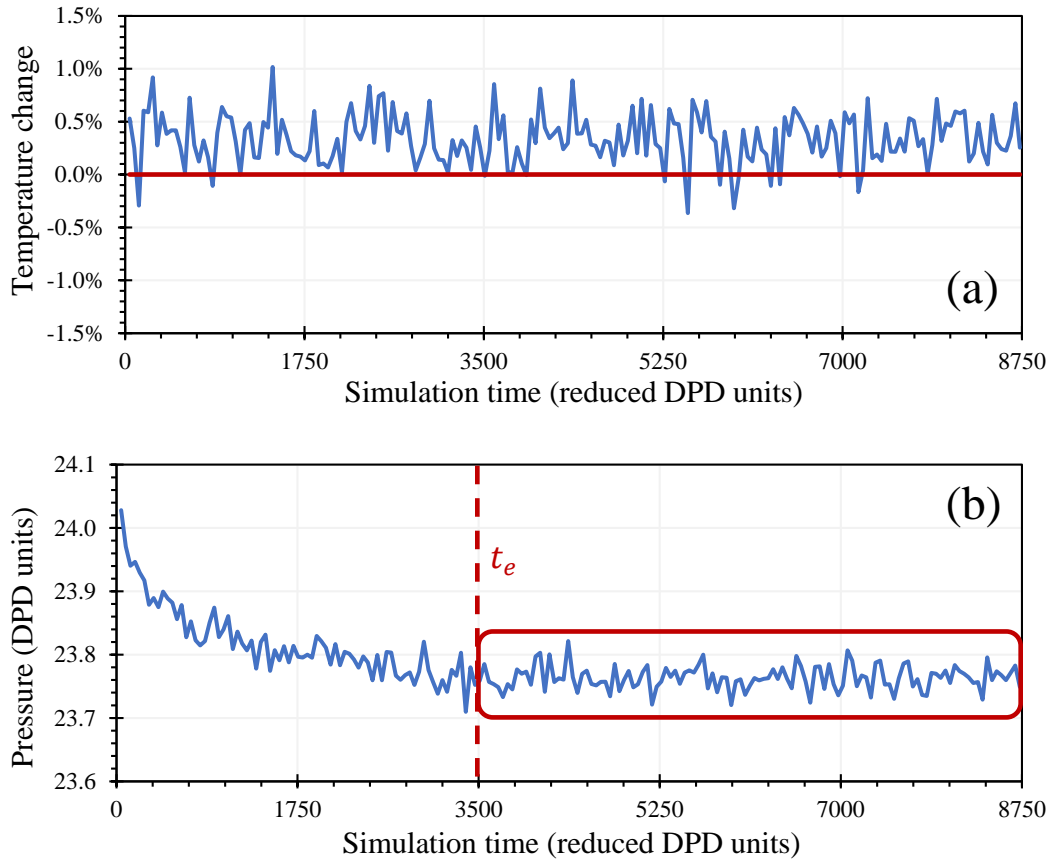 1.5%
1.0%
0.5%
0.0%
-0.5%
-1.0%
-1.5%
Temperature change
(a)
0 1750 3500 5250 7000 8750
Simulation time (reduced DPD units)
24.1
24.0
23.9
23.8
23.7
23.6
Pressure (DPD units)
(b)
t_e
0 1750 3500 5250 7000 8750
Simulation time (reduced DPD units)